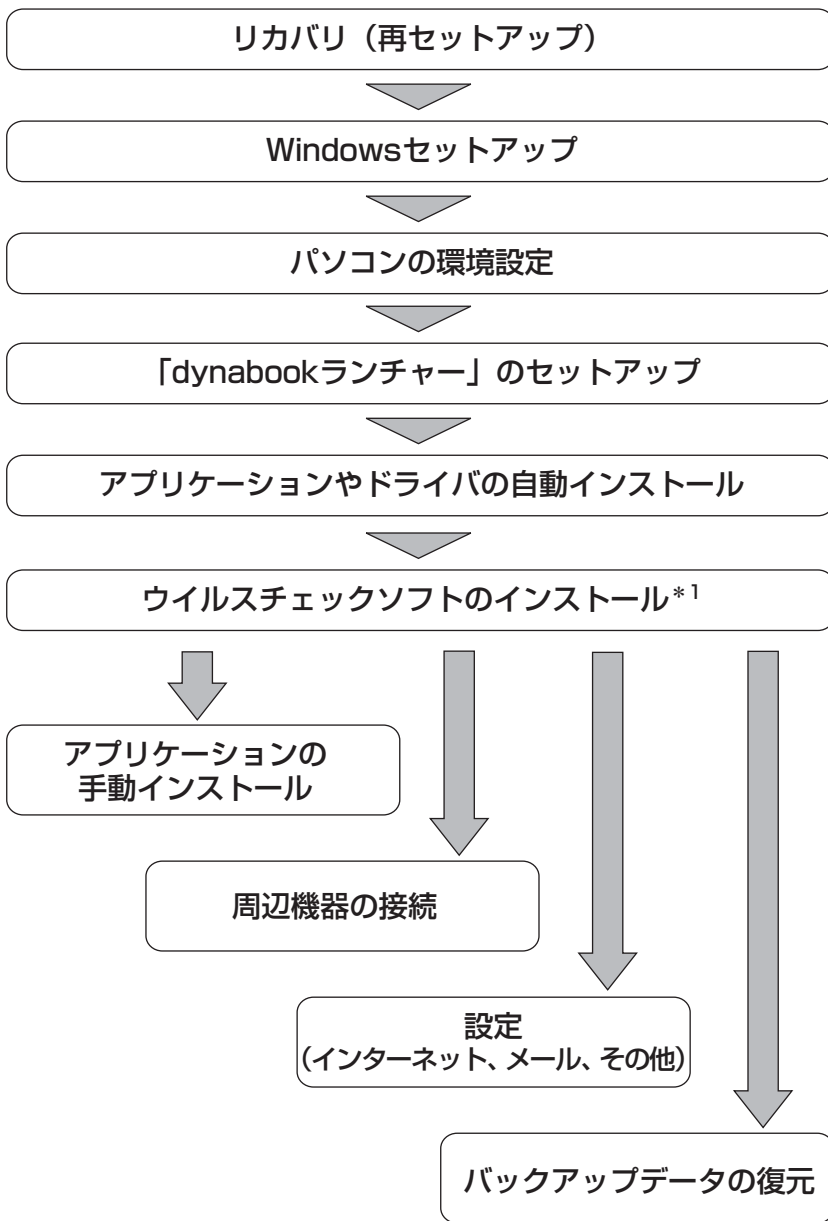 リカバリ（再セットアップ）
Windowsセットアップ
パソコンの環境設定
「dynabookランチャー」のセットアップ
アプリケーションやドライバの自動インストール
ウイルスチェックソフトのインストール＊1
アプリケーションの
手動インストール
周辺機器の接続
設定
（インターネット、メール、その他）
バックアップデータの復元